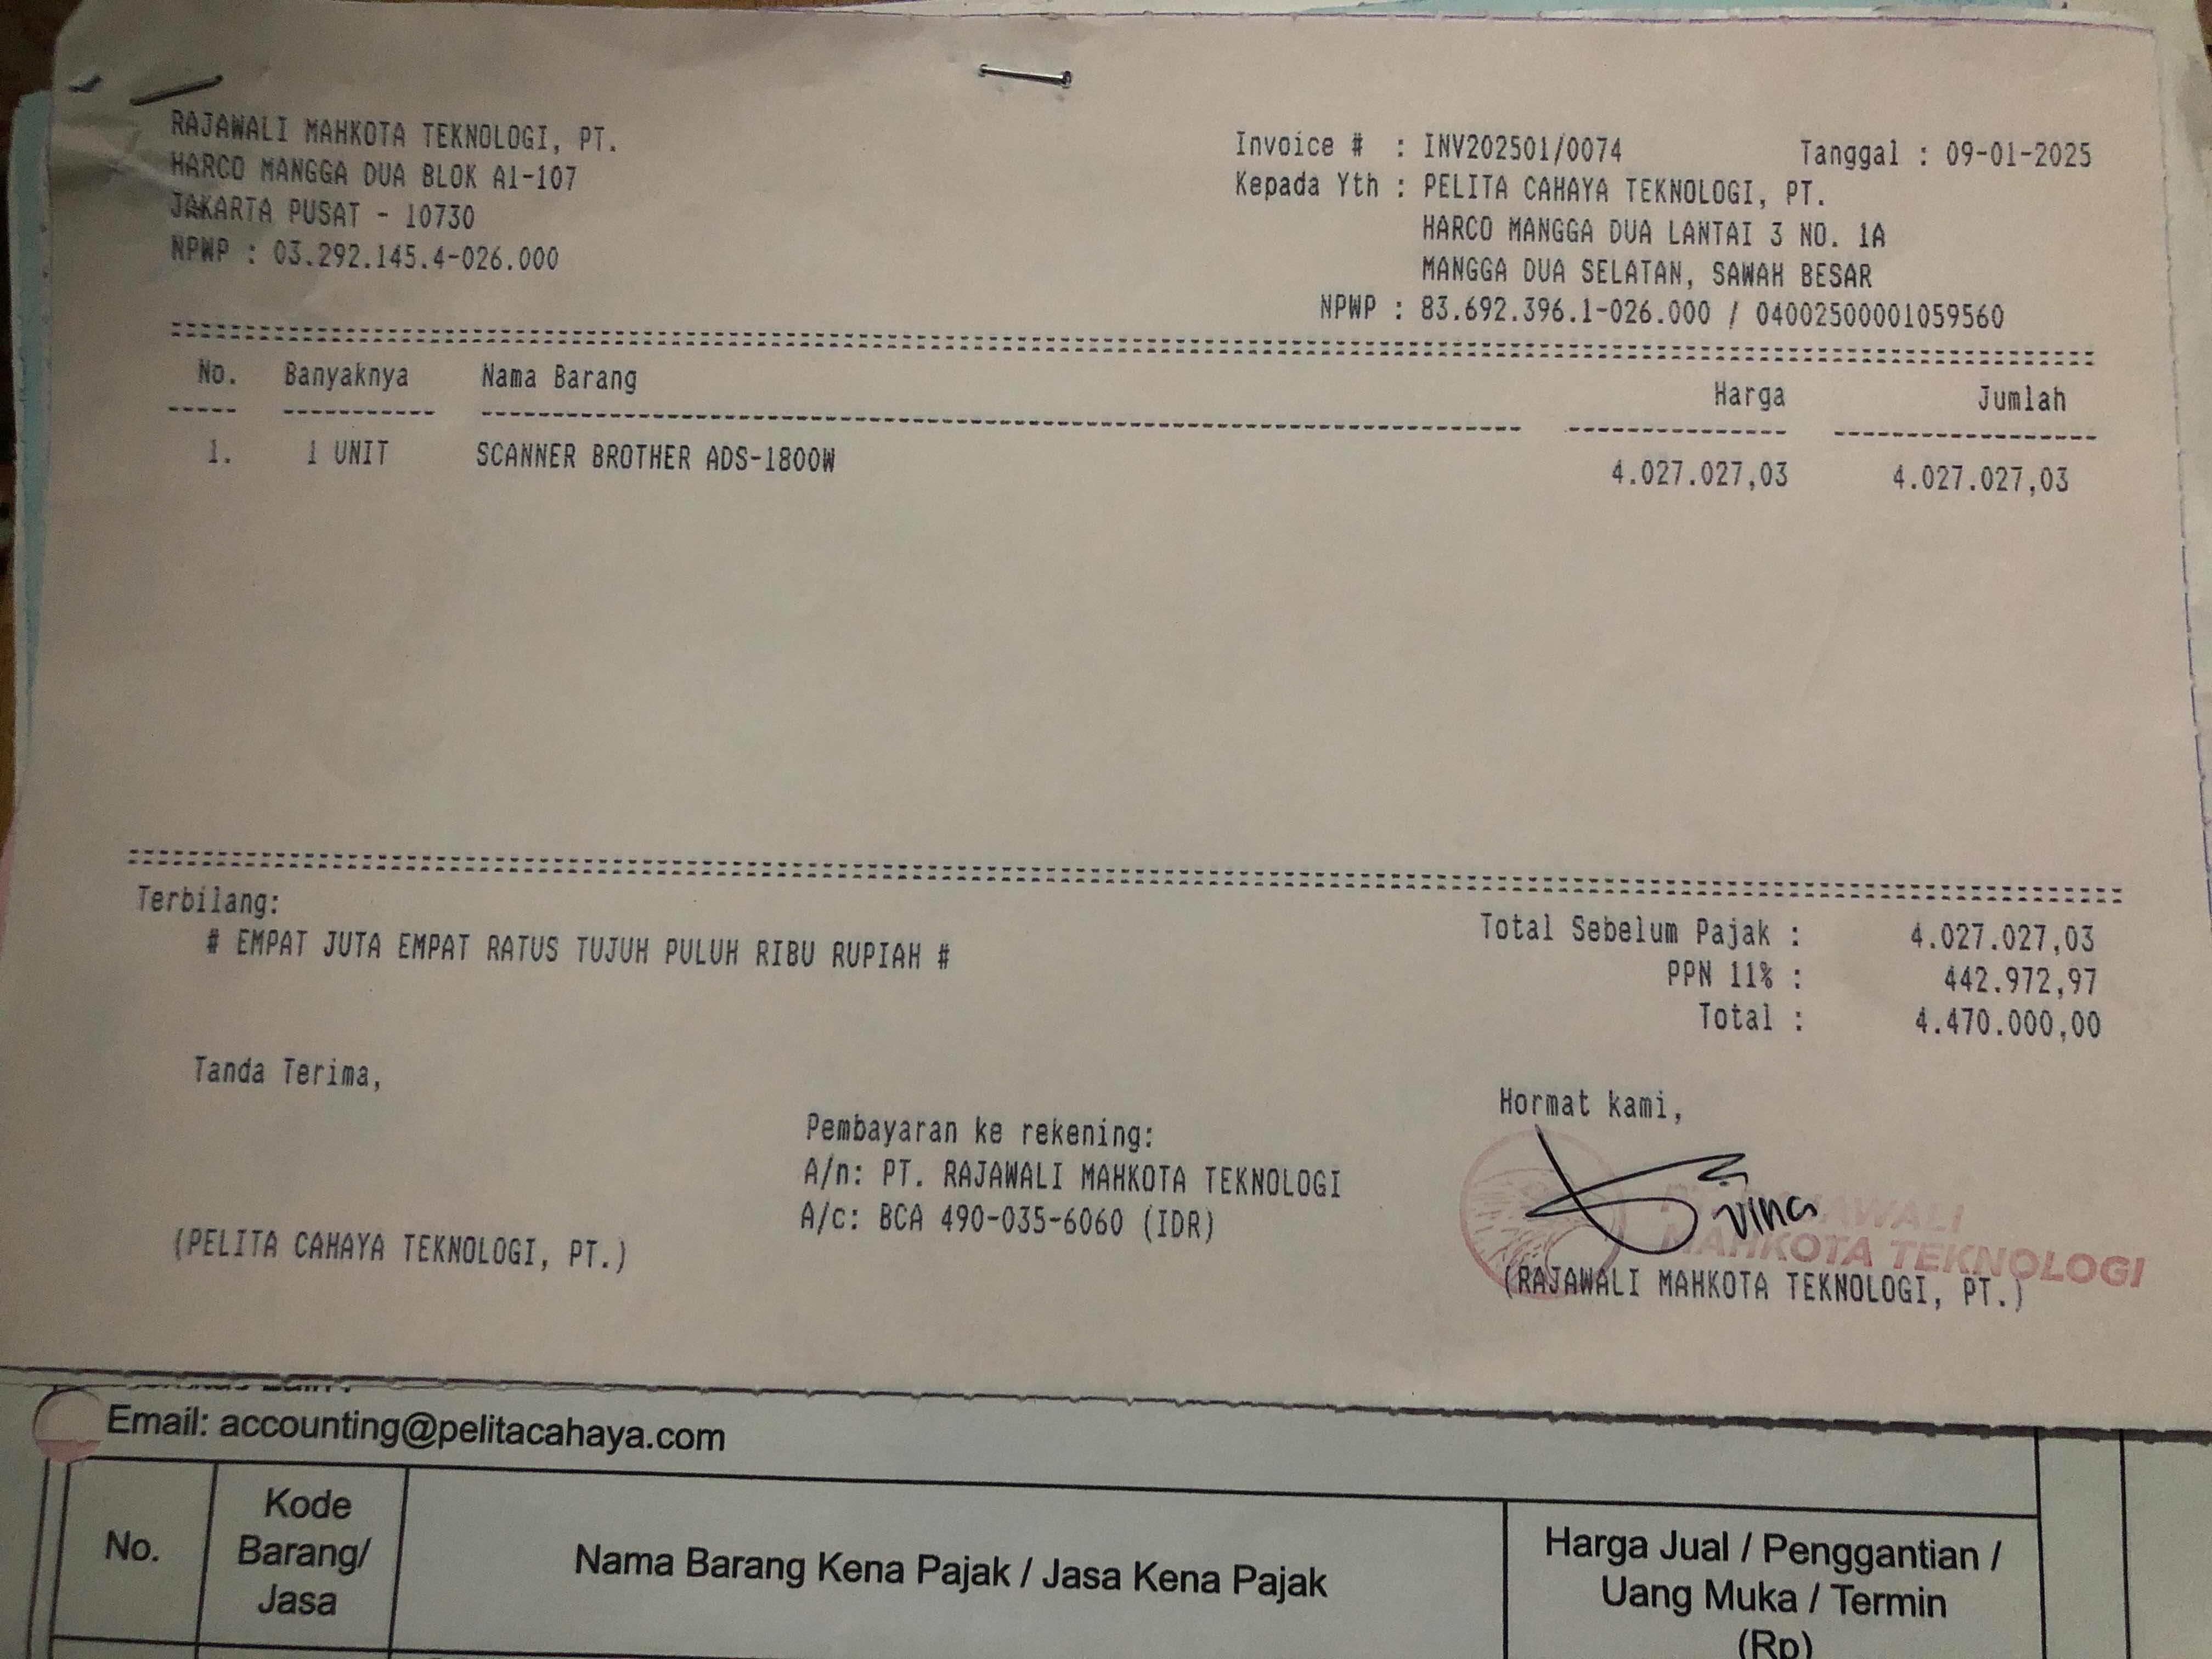 RAJAWALI MAHKOTA TEKNOLOGI, PT.
HARCO MANGGA DUA BLOK A1-107
JAKARTA PUSAT - 10730
NPWP : 03.292.145.4-026.000
Invoice # : INV202501/0074 Tanggal : 09-01-2025
Kepada Yth : PELITA CAHAYA TEKNOLOGI, PT.
HARCO MANGGA DUA LANTAI 3 NO. 1A
MANGGA DUA SELATAN, SAWAH BESAR
NPWP : 83.692.396.1-026.000 / 04002500001059560
No. Banyaknya Nama Barang Harga Jumlah
1. 1 UNIT SCANNER BROTHER ADS-1800W 4.027.027,03 4.027.027,03
Terbilang:
# EMPAT JUTA EMPAT RATUS TUJUH PULUH RIBU RUPIAH #
Total Sebelum Pajak : 4.027.027,03
PPN 11% : 442.972,97
Total : 4.470.000,00
Tanda Terima,
(PELITA CAHAYA TEKNOLOGI, PT.)
Pembayaran ke rekening:
A/n: PT. RAJAWALI MAHKOTA TEKNOLOGI
A/c: BCA 490-035-6060 (IDR)
Hormat kami,
MAHKOTA TEKNOLOGI
(RAJAWALI MAHKOTA TEKNOLOGI, PT.)
Email: accounting@pelitacahaya.com
No.
Kode
Barang/
Jasa
Nama Barang Kena Pajak / Jasa Kena Pajak
Harga Jual / Penggantian /
Uang Muka / Termin
(Rp)